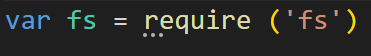 var fs = require ('fs')